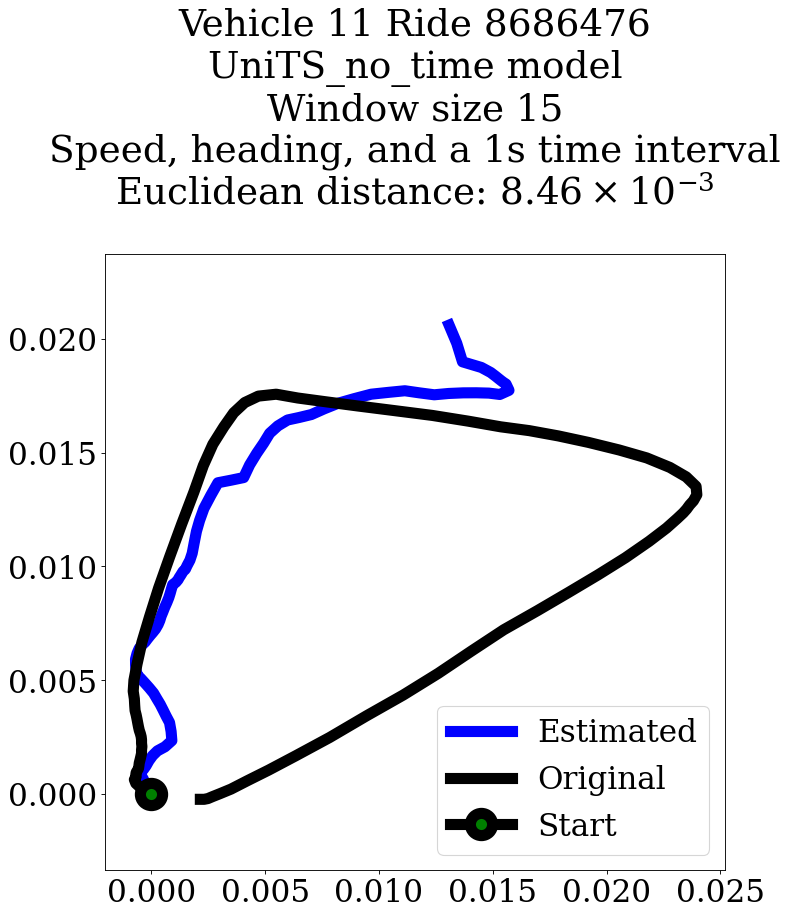 Vehicle 11 Ride 8686476
UniTS_no_time model
Window size 15
Speed, heading, and a 1s time interval
Euclidean distance: 8.46 × 10⁻³
0.020
0.015
0.010
0.005
0.000
Estimated
Original
Start
0.000 0.005 0.010 0.015 0.020 0.025